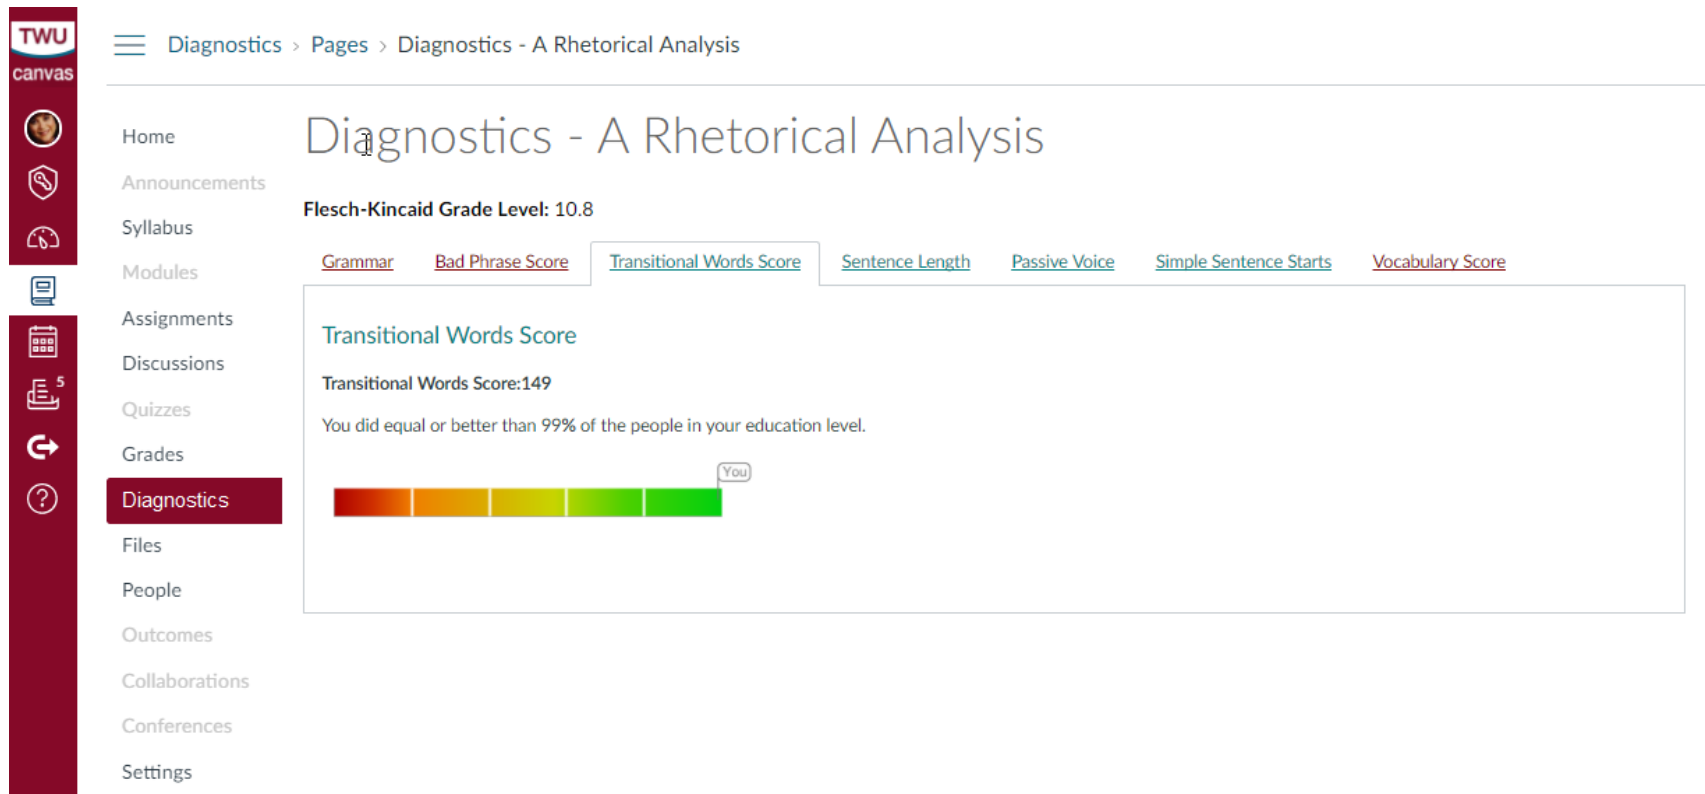 TWU
canvas
Diagnostics > Pages > Diagnostics - A Rhetorical Analysis
5
Home
Announcements
Syllabus
Modules
Assignments
Discussions
Quizzes
Grades
Diagnostics
Files
People
Outcomes
Collaborations
Conferences
Settings
Diagnostics - A Rhetorical Analysis
Flesch-Kincaid Grade Level: 10.8
Grammar Bad Phrase Score Transitional Words Score Sentence Length Passive Voice Simple Sentence Starts Vocabulary Score
Transitional Words Score
Transitional Words Score:149
You did equal or better than 99% of the people in your education level.
You